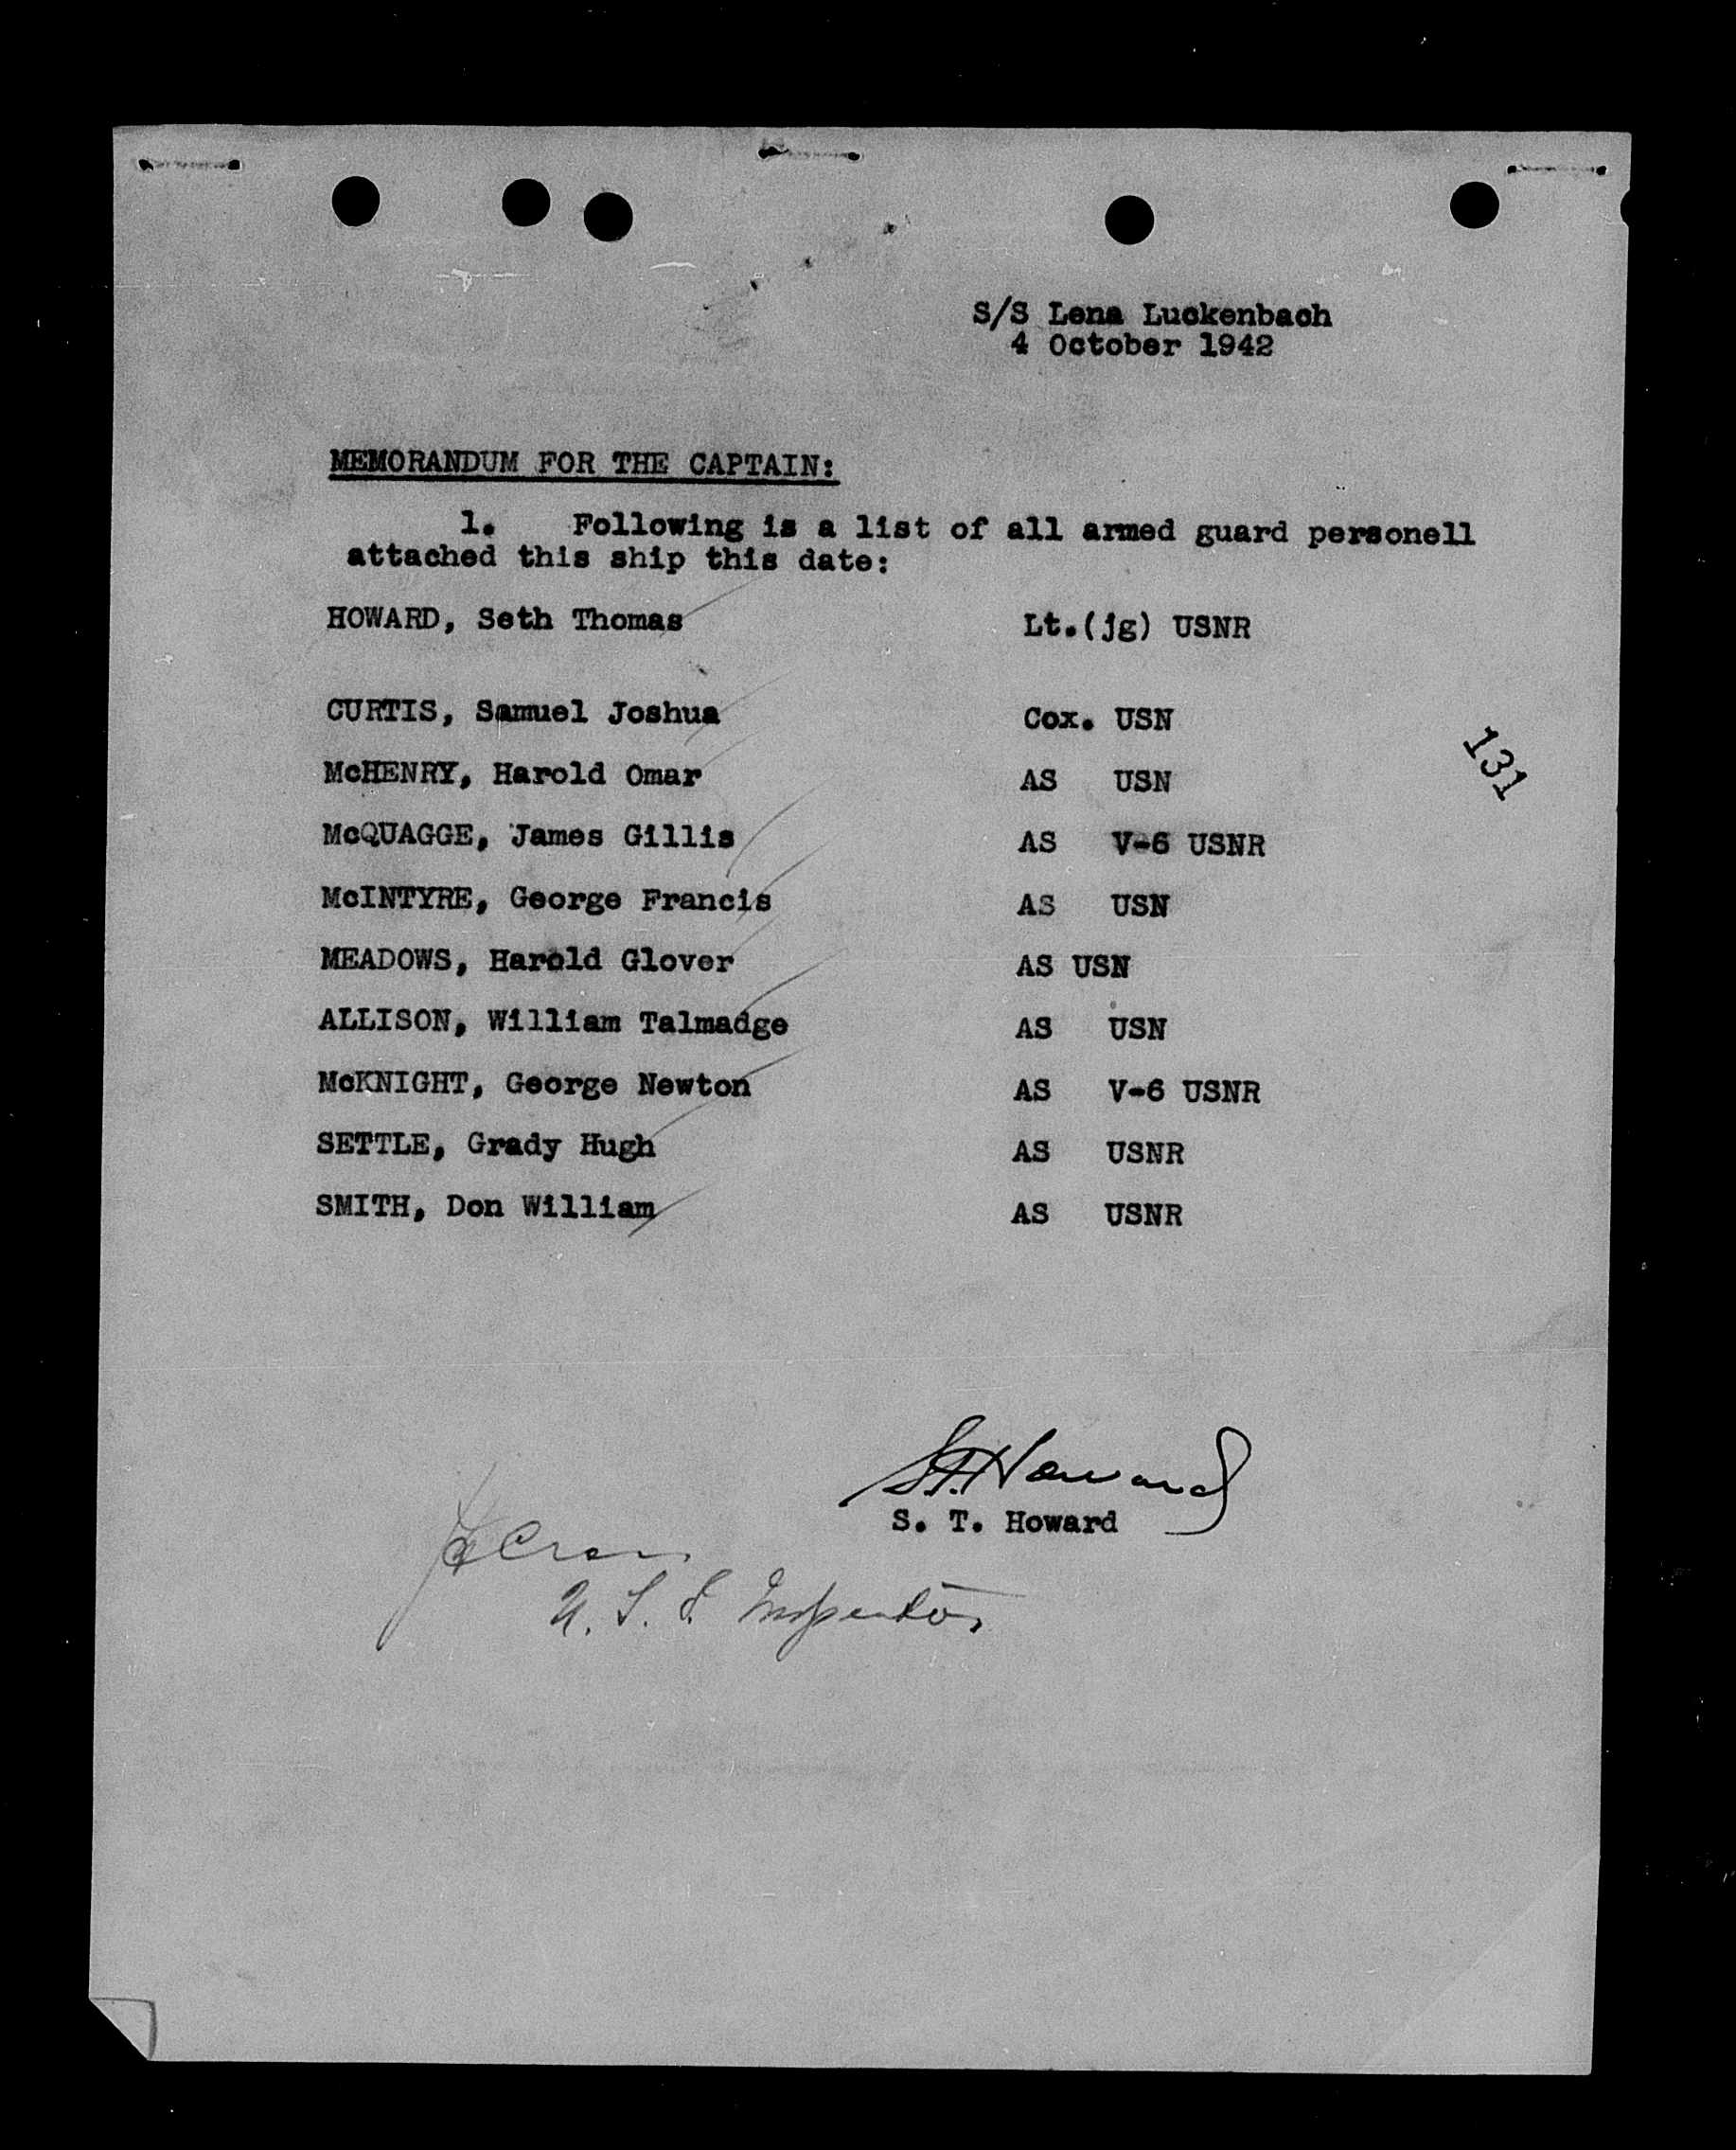 S/S Lena Luckenbach
4 October 1942
MEMORANDUM FOR THE CAPTAIN:
1. Following is a list of all armed guard personell
attached this ship this date:
HOWARD, Seth Thomas Lt.(jg) USNR
CURTIS, Samuel Joshua Cox. USN
McHENRY, Harold Omar AS USN
131
McQUAGGE, James Gillis AS V-6 USNR
McINTYRE, George Francis AS USN
MEADOWS, Harold Glover AS USN
ALLISON, William Talmadge AS USN
McKNIGHT, George Newton AS V-6 USNR
SETTLE, Grady Hugh AS USNR
SMITH, Don William AS USNR
S.T. Howard
S. T. Howard
Inspector